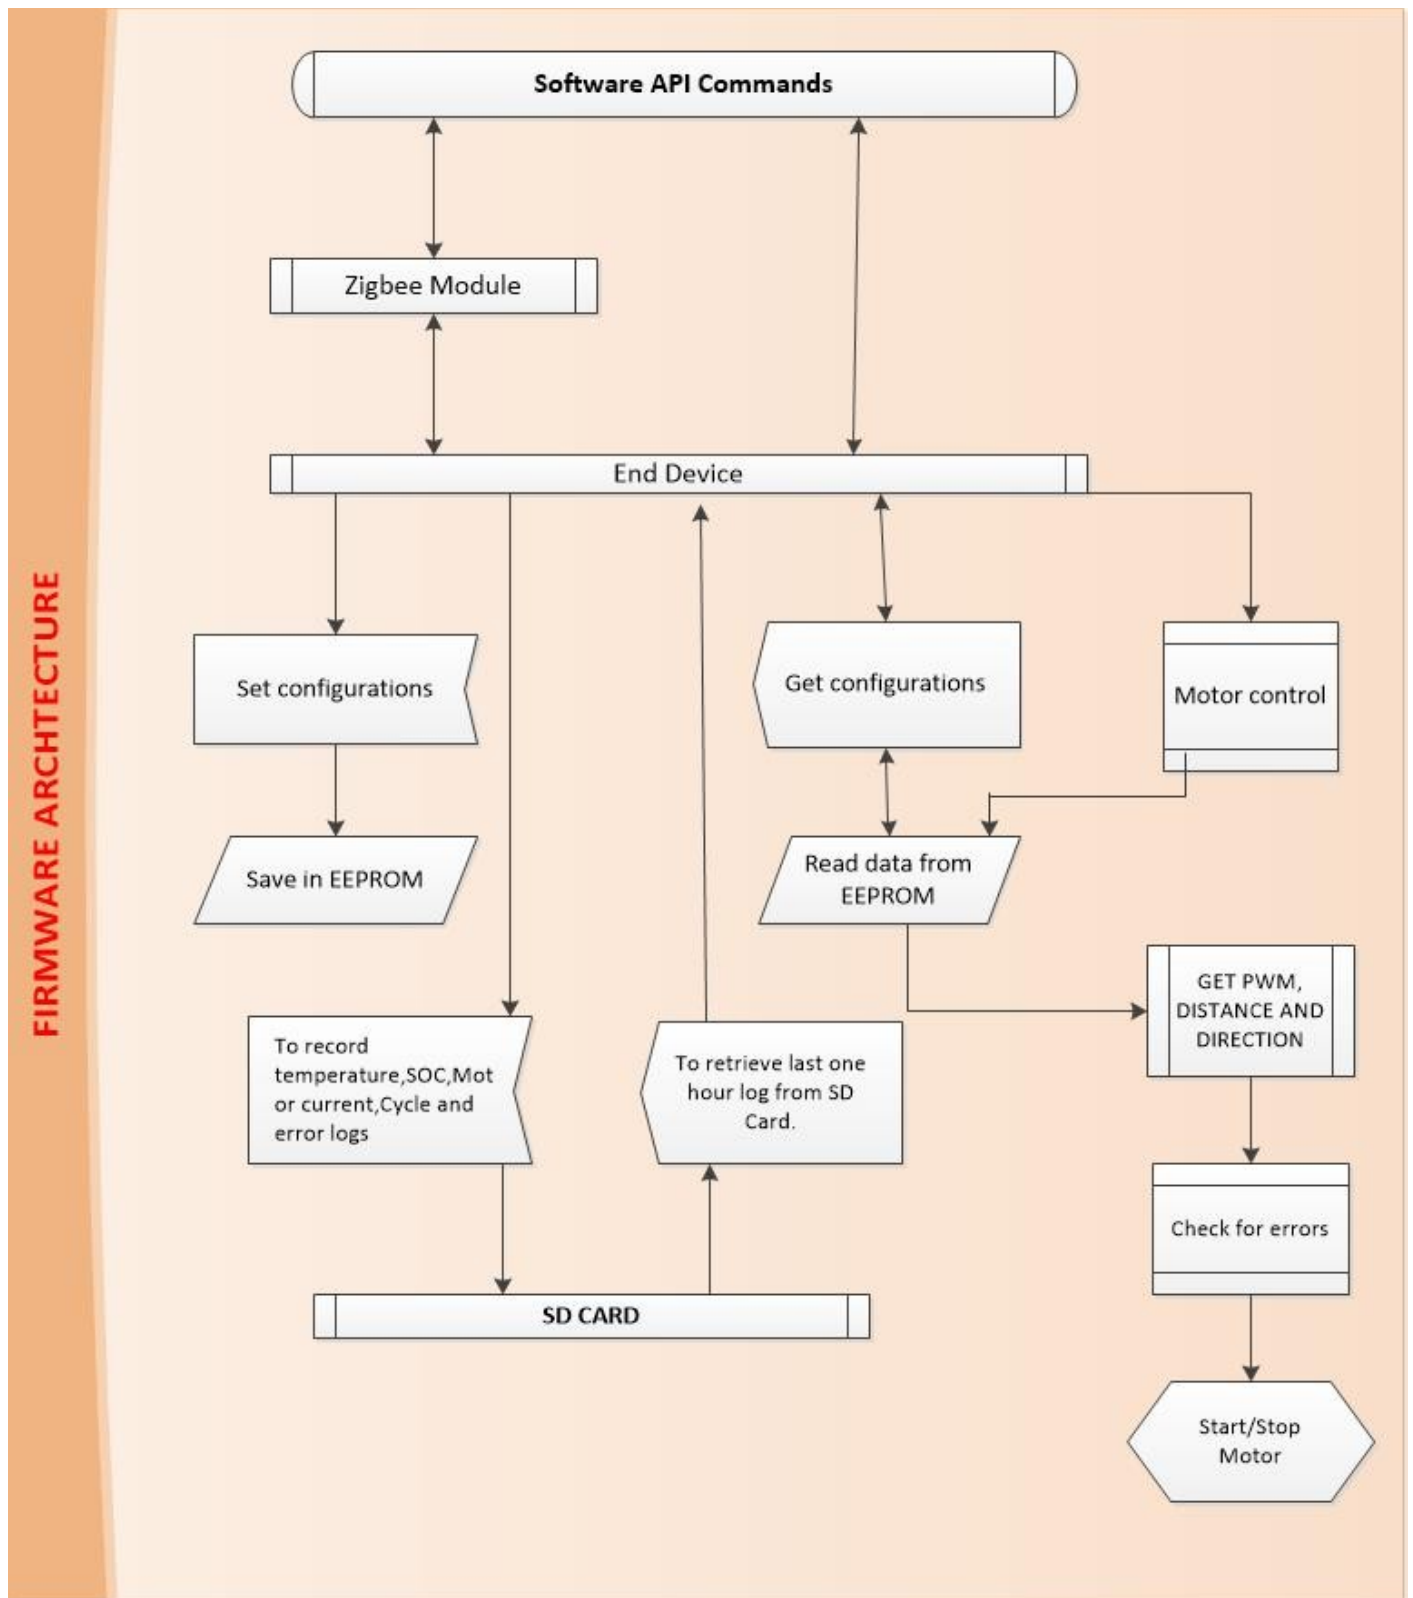 FIRMWARE ARCHTECTURE
Software API Commands
Zigbee Module
End Device
Set configurations
Get configurations
Motor control
Save in EEPROM
Read data from
EEPROM
GET PWM,
DISTANCE AND
DIRECTION
To record
temperature,SOC,Mot
or current,Cycle and
error logs
To retrieve last one
hour log from SD
Card.
Check for errors
SD CARD
Start/Stop
Motor